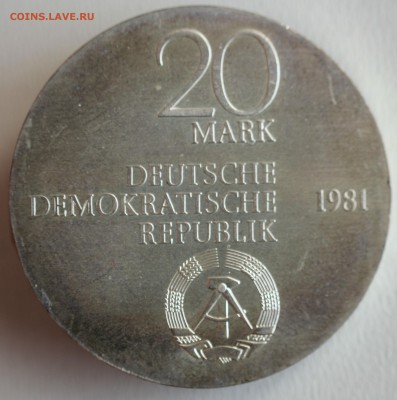 COINS.LAVE.RU
20
MARK
DEUTSCHE
DEMOKRATISCHE 1981
REPUBLIK